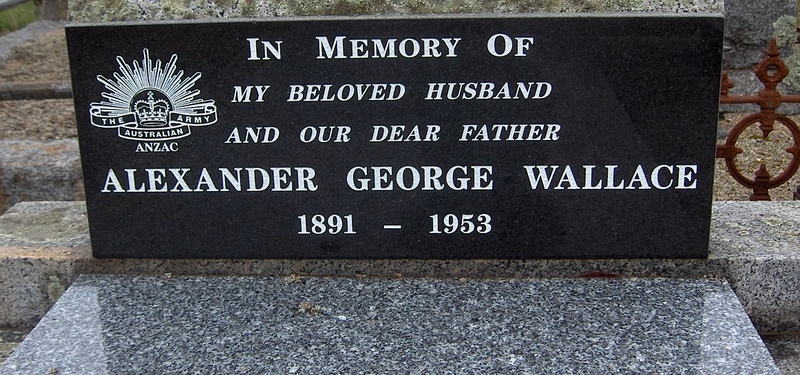 IN MEMORY OF
MY BELOVED HUSBAND
AND OUR DEAR FATHER
ALEXANDER GEORGE WALLACE
1891 – 1953
THE AUSTRALIAN ARMY
ANZAC